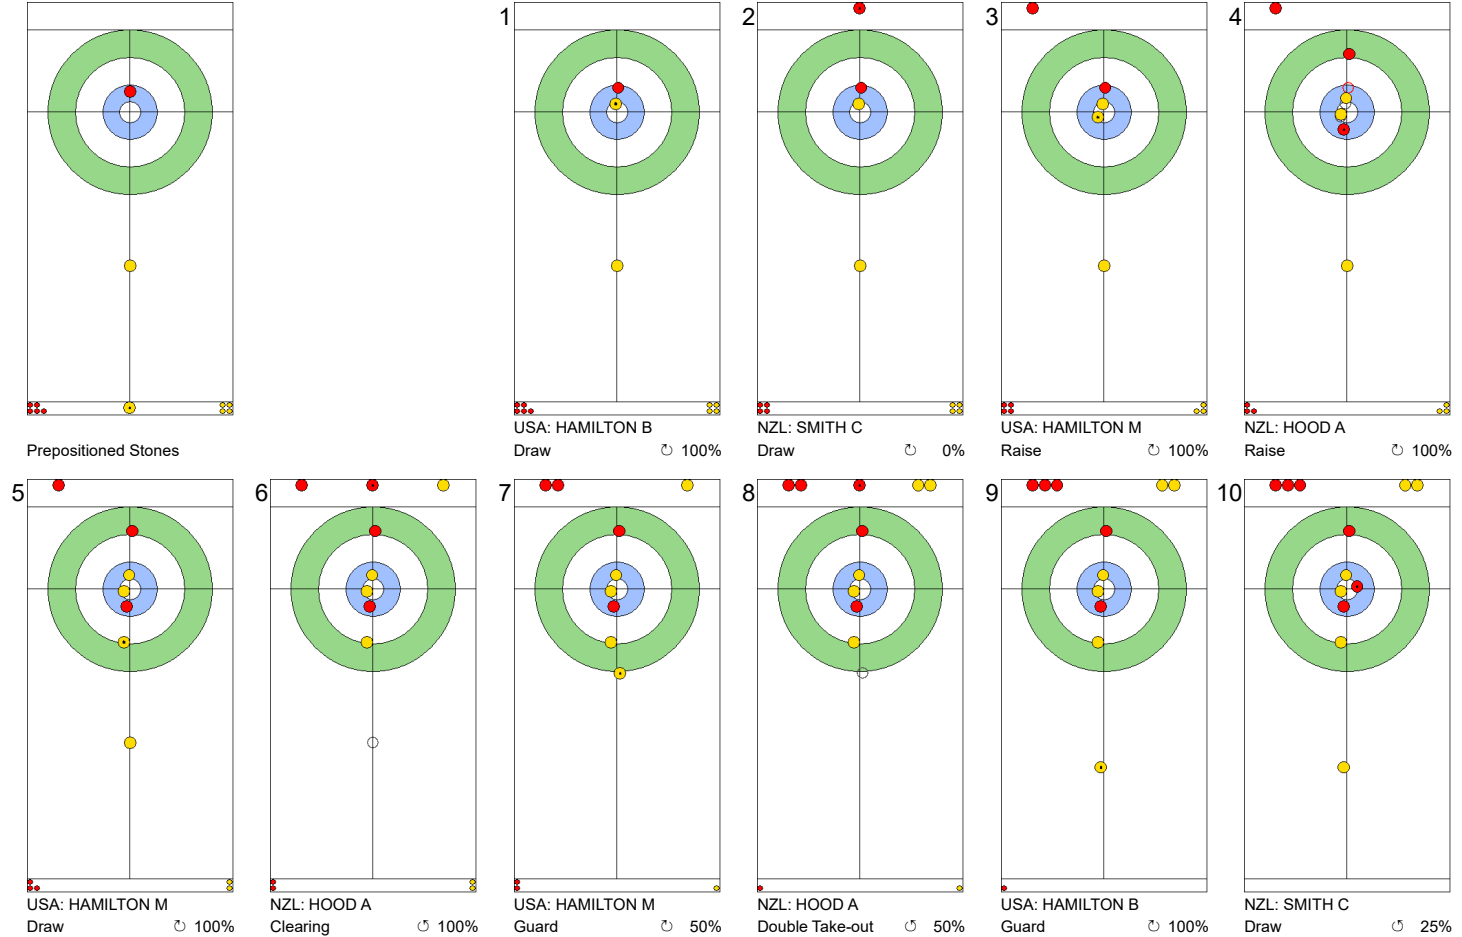 1
2
3
4
Prepositioned Stones
USA: HAMILTON B
Draw ↻ 100%
NZL: SMITH C
Draw ↻ 0%
USA: HAMILTON M
Raise ↻ 100%
NZL: HOOD A
Raise ↻ 100%
5
6
7
8
9
10
USA: HAMILTON M
Draw ↻ 100%
NZL: HOOD A
Clearing ↺ 100%
USA: HAMILTON M
Guard ↻ 50%
NZL: HOOD A
Double Take-out ↺ 50%
USA: HAMILTON B
Guard ↻ 100%
NZL: SMITH C
Draw ↺ 25%